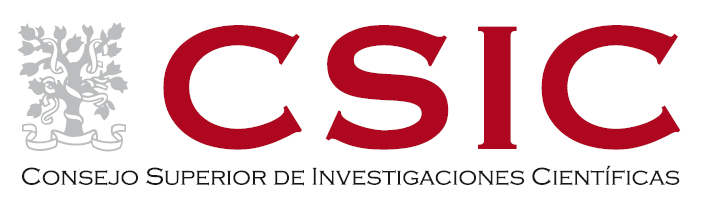 CSIC
Consejo Superior de Investigaciones Científicas